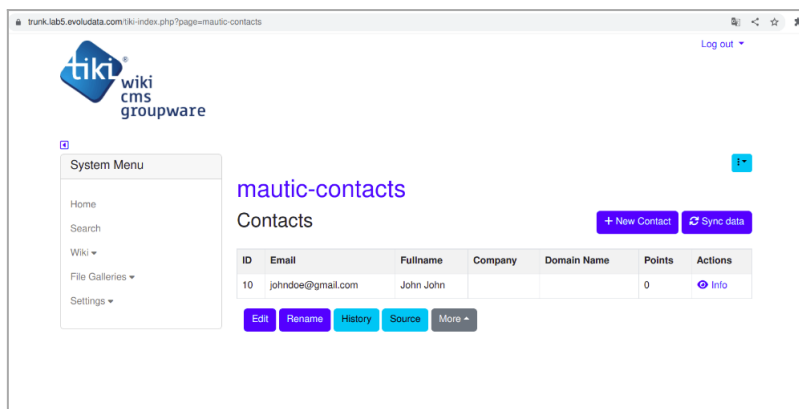 trunk.lab5.evoludata.com/tiki-index.php?page=mautic-contacts
Log out
tiki
wiki
cms
groupware
System Menu
Home
Search
Wiki
File Galleries
Settings
mautic-contacts
Contacts
+ New Contact
Sync data
ID Email Fullname Company Domain Name Points Actions
10 johndoe@gmail.com John John 0 Info
Edit Rename History Source More